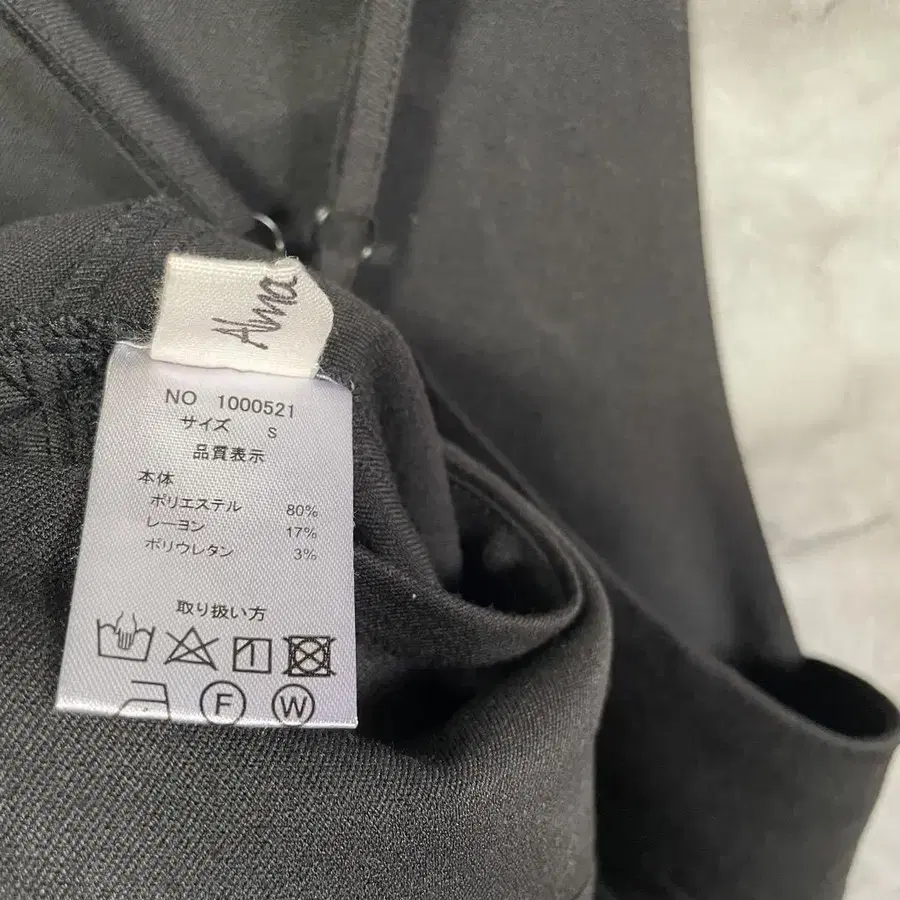 Alma
NO 1000521
サイズ S
品質表示
本体
ポリエステル 80%
レーヨン 17%
ポリウレタン 3%
取り扱い方
F W